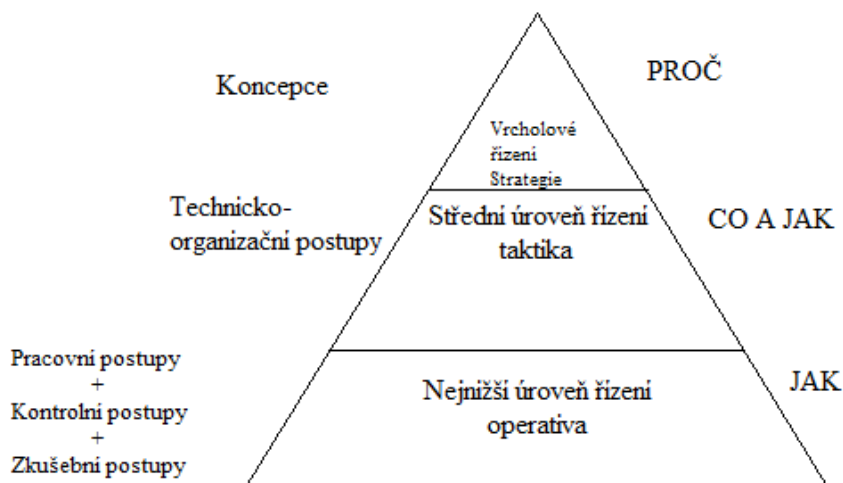 Koncepce
PROČ
Vrcholové
řízení
Strategie
Technicko-
organizační postupy
Střední úroveň řízení
taktika
CO A JAK
Pracovní postupy
+
Kontrolní postupy
+
Zkušební postupy
Nejnižší úroveň řízení
operativa
JAK